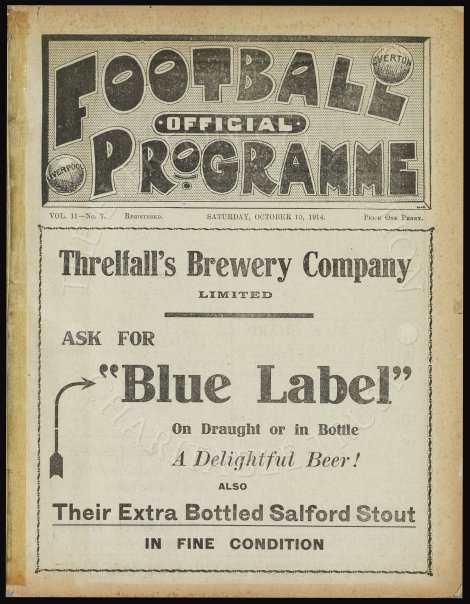 FOOTBALL
EVERTON
OFFICIAL
LIVERPOOL
PROGRAMME
VOL. 11—No. 7. REGISTERED. SATURDAY, OCTOBER 10, 1914. PRICE ONE PENNY.
Threlfall's Brewery Company
LIMITED
ASK FOR
"Blue Label"
On Draught or in Bottle
A Delightful Beer!
ALSO
Their Extra Bottled Salford Stout
IN FINE CONDITION